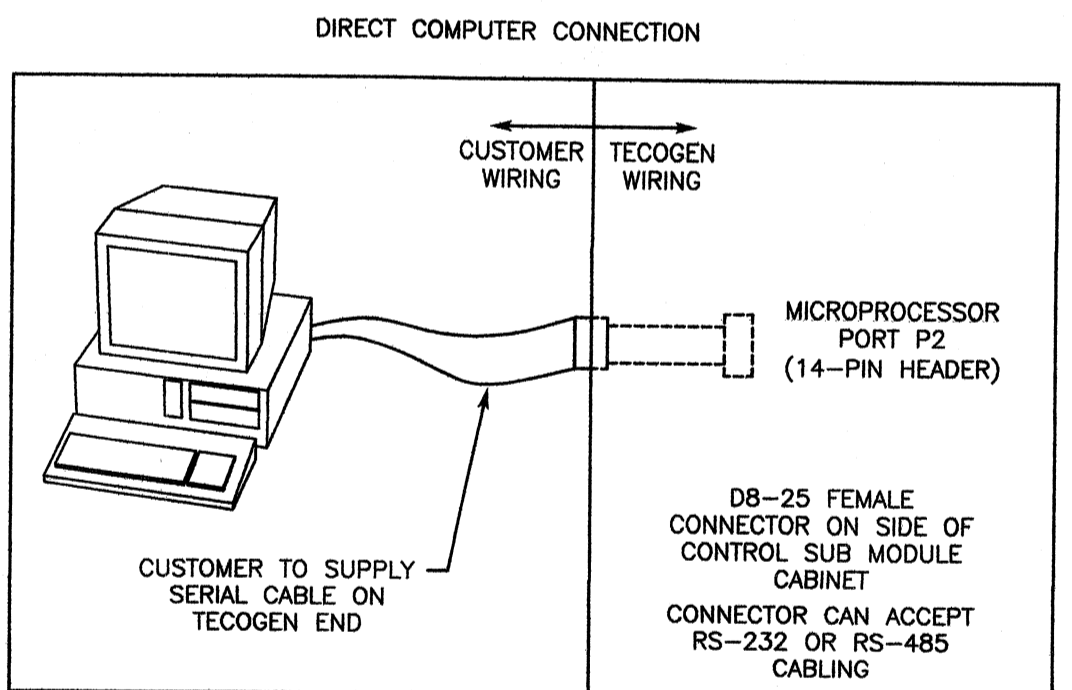 DIRECT COMPUTER CONNECTION
CUSTOMER
WIRING
TECOGEN
WIRING
MICROPROCESSOR
PORT P2
(14-PIN HEADER)
CUSTOMER TO SUPPLY
SERIAL CABLE ON
TECOGEN END
D8-25 FEMALE
CONNECTOR ON SIDE OF
CONTROL SUB MODULE
CABINET
CONNECTOR CAN ACCEPT
RS-232 OR RS-485
CABLING